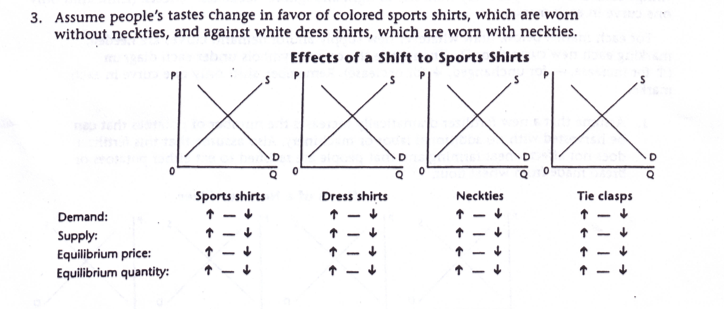 3. Assume people's tastes change in favor of colored sports shirts, which are worn
without neckties, and against white dress shirts, which are worn with neckties.
Effects of a Shift to Sports Shirts
P S P S P S P S
D D D D
0 Q 0 Q 0 Q 0 Q
Sports shirts Dress shirts Neckties Tie clasps
Demand: ↑ — ↓ ↑ — ↓ ↑ — ↓ ↑ — ↓
Supply: ↑ — ↓ ↑ — ↓ ↑ — ↓ ↑ — ↓
Equilibrium price: ↑ — ↓ ↑ — ↓ ↑ — ↓ ↑ — ↓
Equilibrium quantity: ↑ — ↓ ↑ — ↓ ↑ — ↓ ↑ — ↓